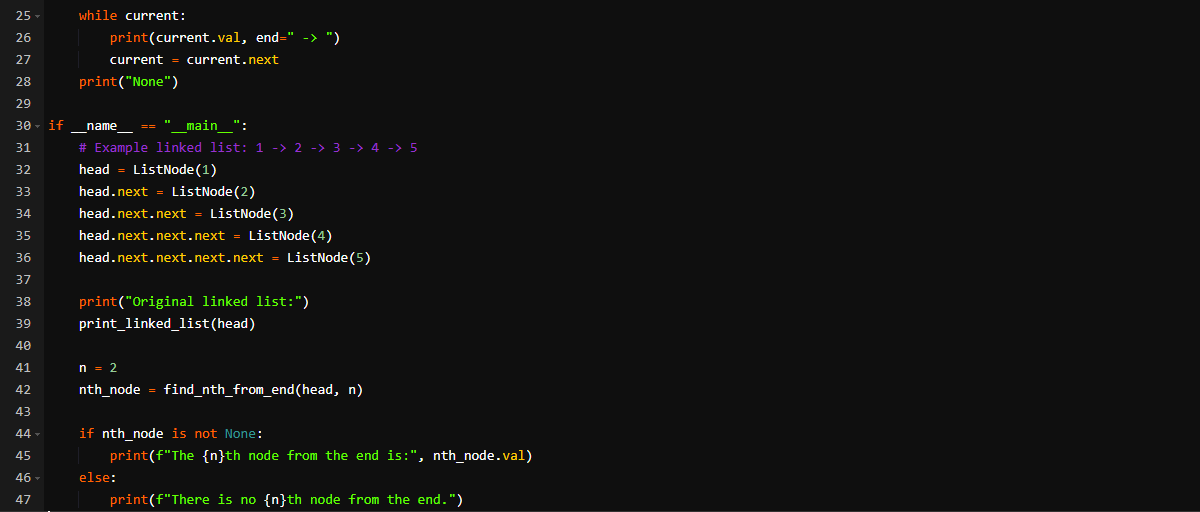 25 while current:
26 print(current.val, end=" -> ")
27 current = current.next
28 print("None")
29
30 if __name__ == "__main__":
31 # Example linked list: 1 -> 2 -> 3 -> 4 -> 5
32 head = ListNode(1)
33 head.next = ListNode(2)
34 head.next.next = ListNode(3)
35 head.next.next.next = ListNode(4)
36 head.next.next.next.next = ListNode(5)
37
38 print("Original linked list:")
39 print_linked_list(head)
40
41 n = 2
42 nth_node = find_nth_from_end(head, n)
43
44 if nth_node is not None:
45 print(f"The {n}th node from the end is:", nth_node.val)
46 else:
47 print(f"There is no {n}th node from the end.")